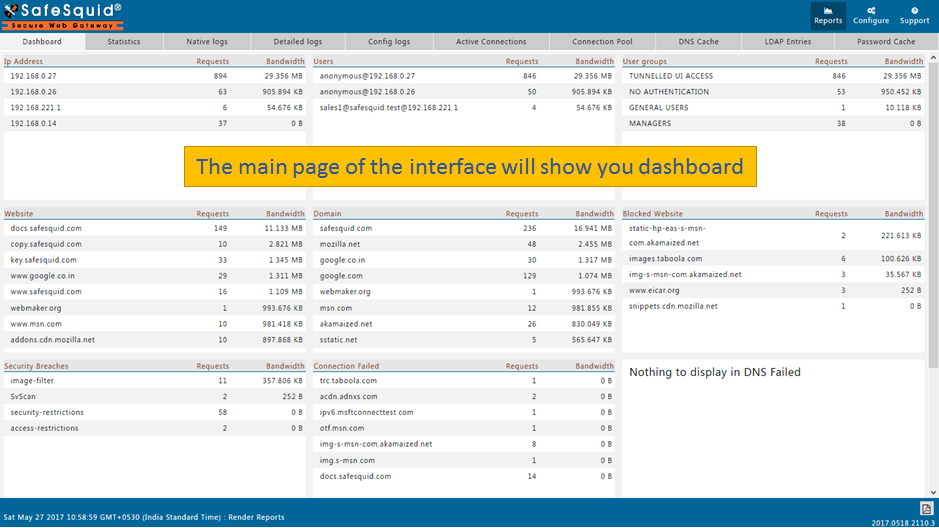 SafeSquid®
Secure Web Gateway
Reports Configure Support
Dashboard Statistics Native logs Detailed logs Config logs Active Connections Connection Pool DNS Cache LDAP Entries Password Cache
Ip Address Requests Bandwidth
192.168.0.27 894 29.356 MB
192.168.0.26 63 905.894 KB
192.168.221.1 6 54.676 KB
192.168.0.14 37 0 B
Users Requests Bandwidth
anonymous@192.168.0.27 846 29.356 MB
anonymous@192.168.0.26 50 905.894 KB
sales1@safesquid.test@192.168.221.1 4 54.676 KB
User groups Requests Bandwidth
TUNNELLED UI ACCESS 846 29.356 MB
NO AUTHENTICATION 53 950.452 KB
GENERAL USERS 1 10.118 KB
MANAGERS 38 0 B
The main page of the interface will show you dashboard
Website Requests Bandwidth
docs.safesquid.com 149 11.133 MB
copy.safesquid.com 10 2.821 MB
key.safesquid.com 33 1.345 MB
www.google.co.in 29 1.311 MB
www.safesquid.com 16 1.109 MB
webmaker.org 1 993.676 KB
www.msn.com 10 981.418 KB
addons.cdn.mozilla.net 10 897.868 KB
Domain Requests Bandwidth
safesquid.com 236 16.941 MB
mozilla.net 48 2.455 MB
google.co.in 30 1.317 MB
google.com 129 1.074 MB
webmaker.org 1 993.676 KB
msn.com 12 981.855 KB
akamaized.net 26 830.049 KB
sstatic.net 5 565.647 KB
Blocked Website Requests Bandwidth
static-hp-eas-s-msn-
com.akamaized.net 2 221.613 KB
images.taboola.com 6 100.626 KB
img-s-msn-com.akamaized.net 3 35.567 KB
www.eicar.org 3 252 B
snippets.cdn.mozilla.net 1 0 B
Security Breaches Requests Bandwidth
image-filter 11 357.806 KB
SvScan 2 252 B
security-restrictions 58 0 B
access-restrictions 2 0 B
Connection Failed Requests Bandwidth
trc.taboola.com 1 0 B
acdn.adnxs.com 2 0 B
ipv6.msftconnecttest.com 1 0 B
otf.msn.com 1 0 B
img-s-msn-com.akamaized.net 8 0 B
img.s-msn.com 1 0 B
docs.safesquid.com 14 0 B
Nothing to display in DNS Failed
Sat May 27 2017 10:58:59 GMT+0530 (India Standard Time) : Render Reports
2017.0518.2110.3